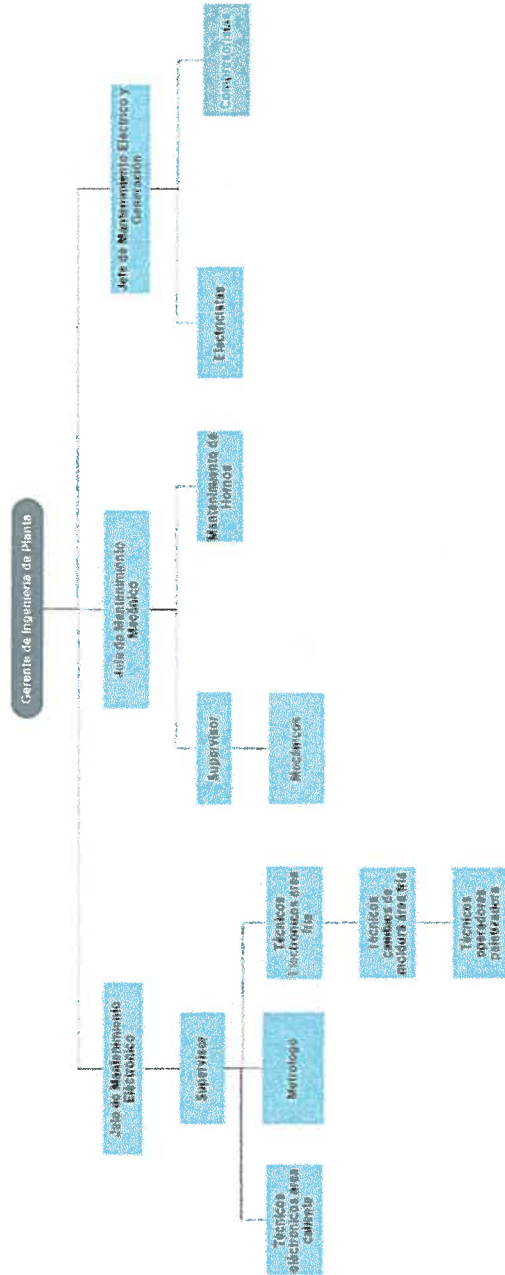 Gerente de Ingeniería de Planta
Jefe de Mantenimiento
Electrónico
Jefe de Mantenimiento
Mecánico
Jefe de Mantenimiento Eléctrico y
Generación
Supervisor
Supervisor
Mantenimiento de
Hornos
Electricistas
Técnicos
electrónicos área
caliente
Metrólogo
Técnicos
Electrónicos área
fría
Mecánicos
Técnicos
cambios de
moldura área fría
Técnicos
operadores
paletizadora